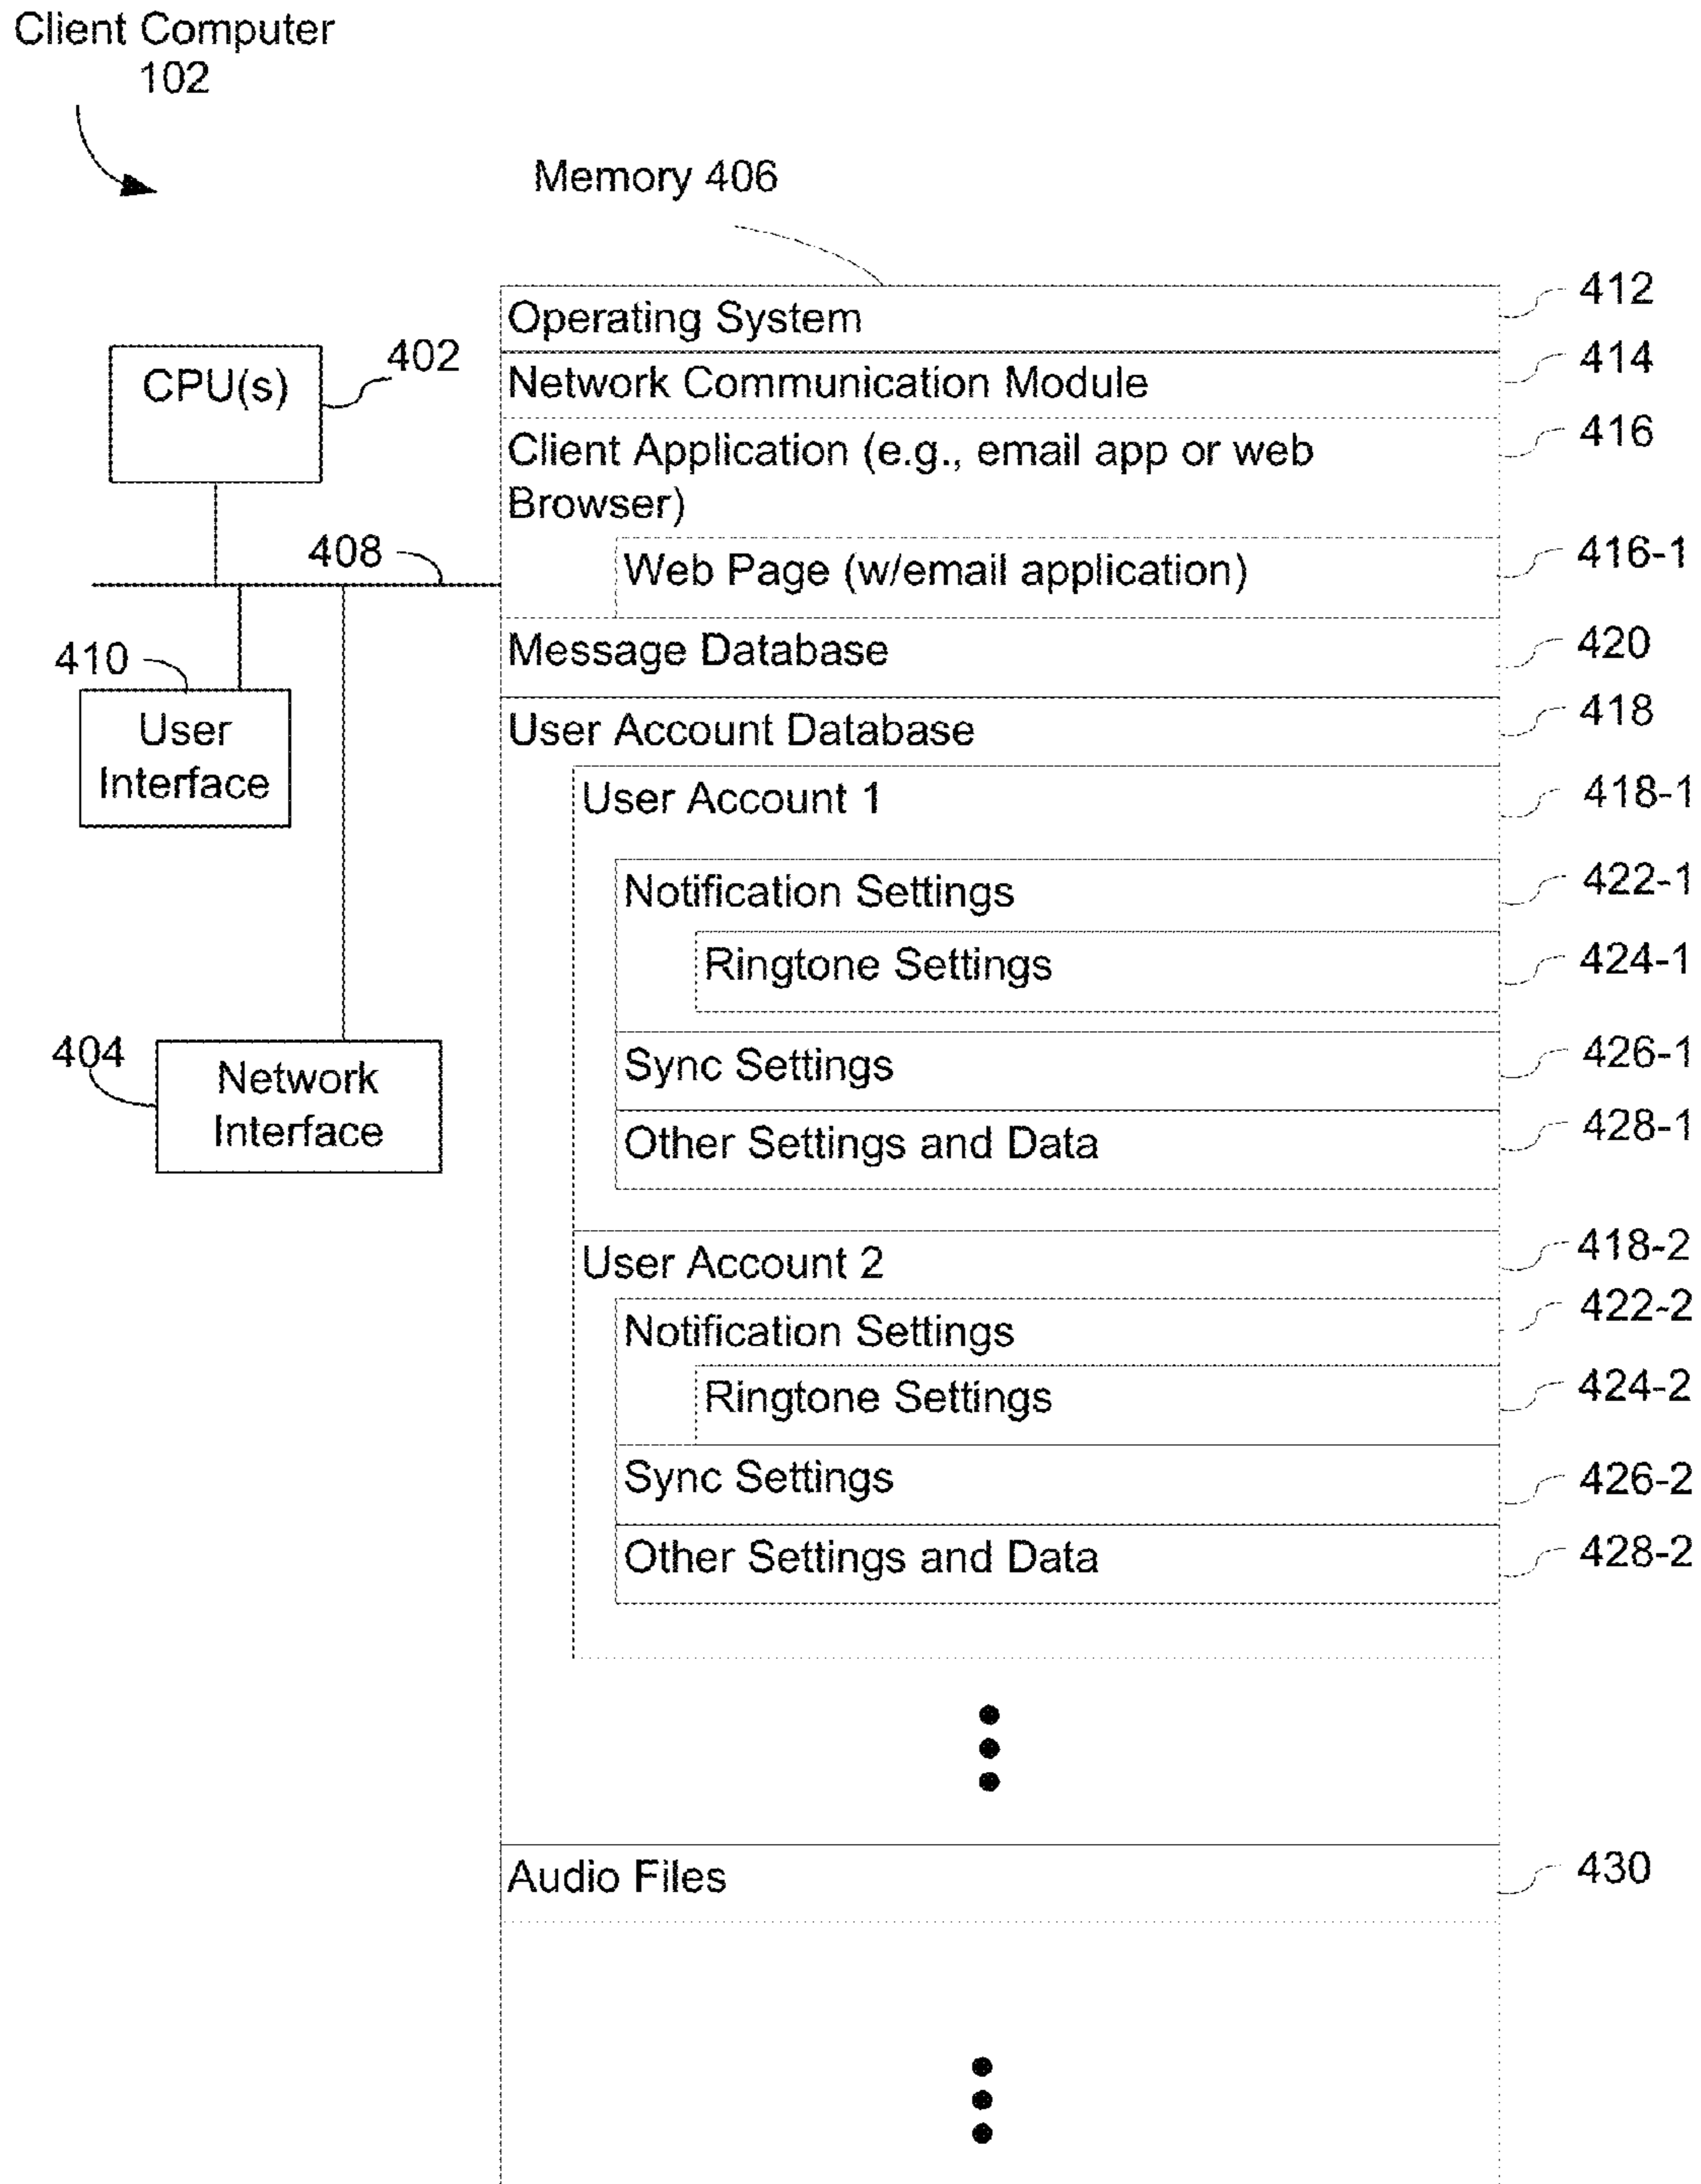 Client Computer
102
Memory 406
Operating System
412
CPU(s)
402
Network Communication Module
414
Client Application (e.g., email app or web
Browser)
416
408
Web Page (w/email application)
416-1
Message Database
420
410
User
Interface
User Account Database
418
User Account 1
418-1
Notification Settings
422-1
Ringtone Settings
424-1
404
Network
Interface
Sync Settings
426-1
Other Settings and Data
428-1
User Account 2
418-2
Notification Settings
422-2
Ringtone Settings
424-2
Sync Settings
426-2
Other Settings and Data
428-2
Audio Files
430